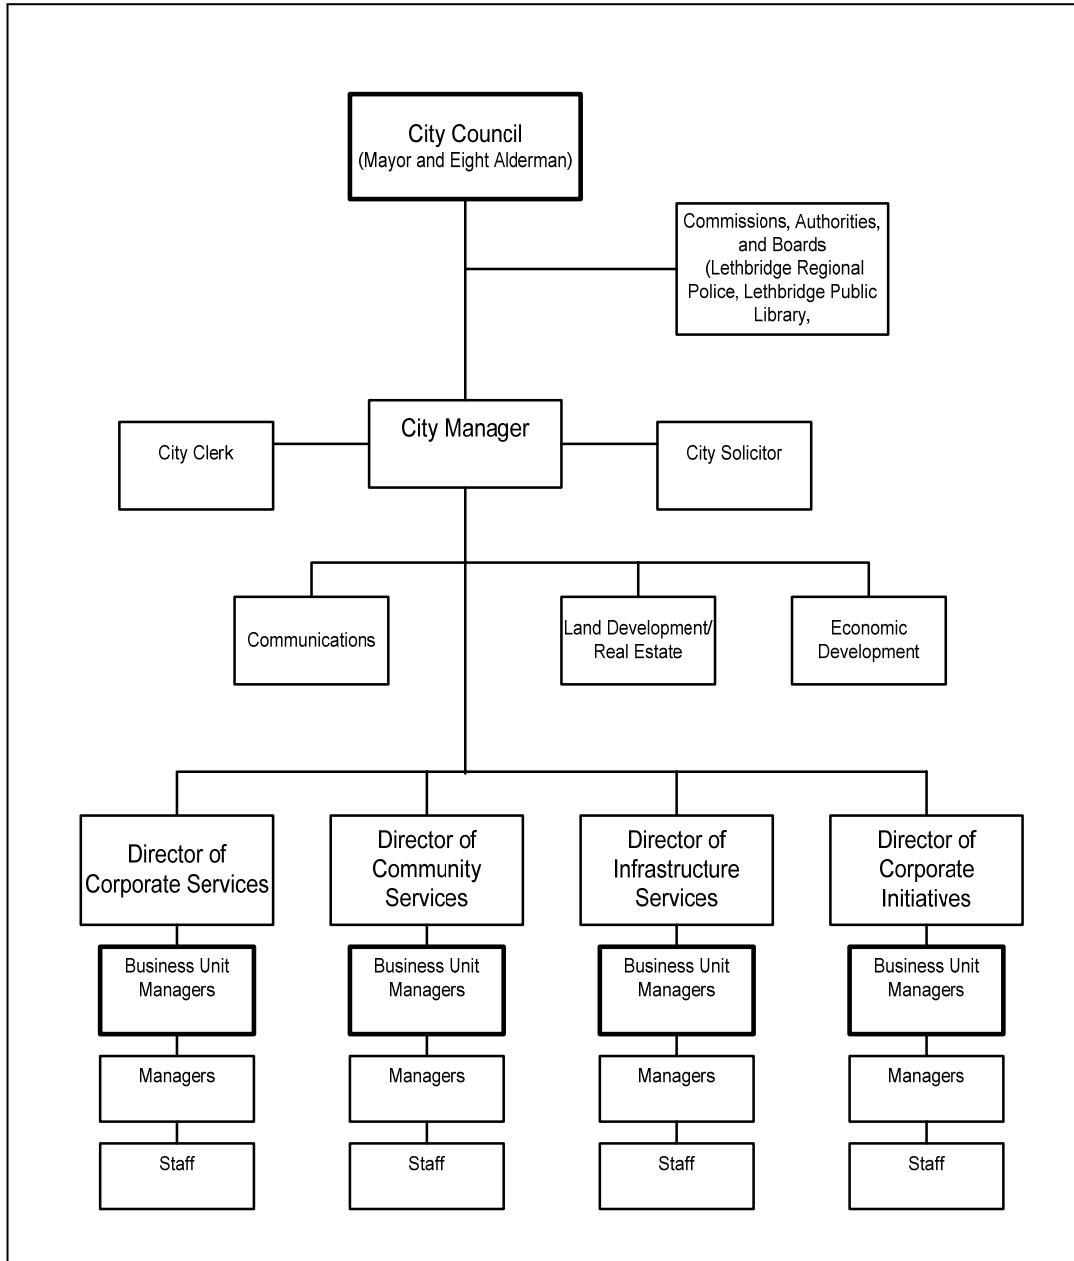 City Council
(Mayor and Eight Alderman)
Commissions, Authorities,
and Boards
(Lethbridge Regional
Police, Lethbridge Public
Library,
City Manager
City Clerk
City Solicitor
Communications
Land Development/
Real Estate
Economic
Development
Director of
Corporate Services
Director of
Community
Services
Director of
Infrastructure
Services
Director of
Corporate
Initiatives
Business Unit
Managers
Business Unit
Managers
Business Unit
Managers
Business Unit
Managers
Managers
Managers
Managers
Managers
Staff
Staff
Staff
Staff